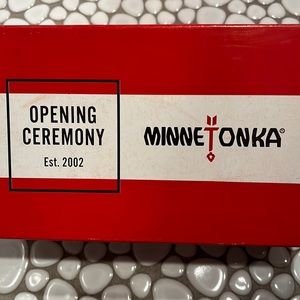 OPENING
CEREMONY
Est. 2002
MINNETONKA®